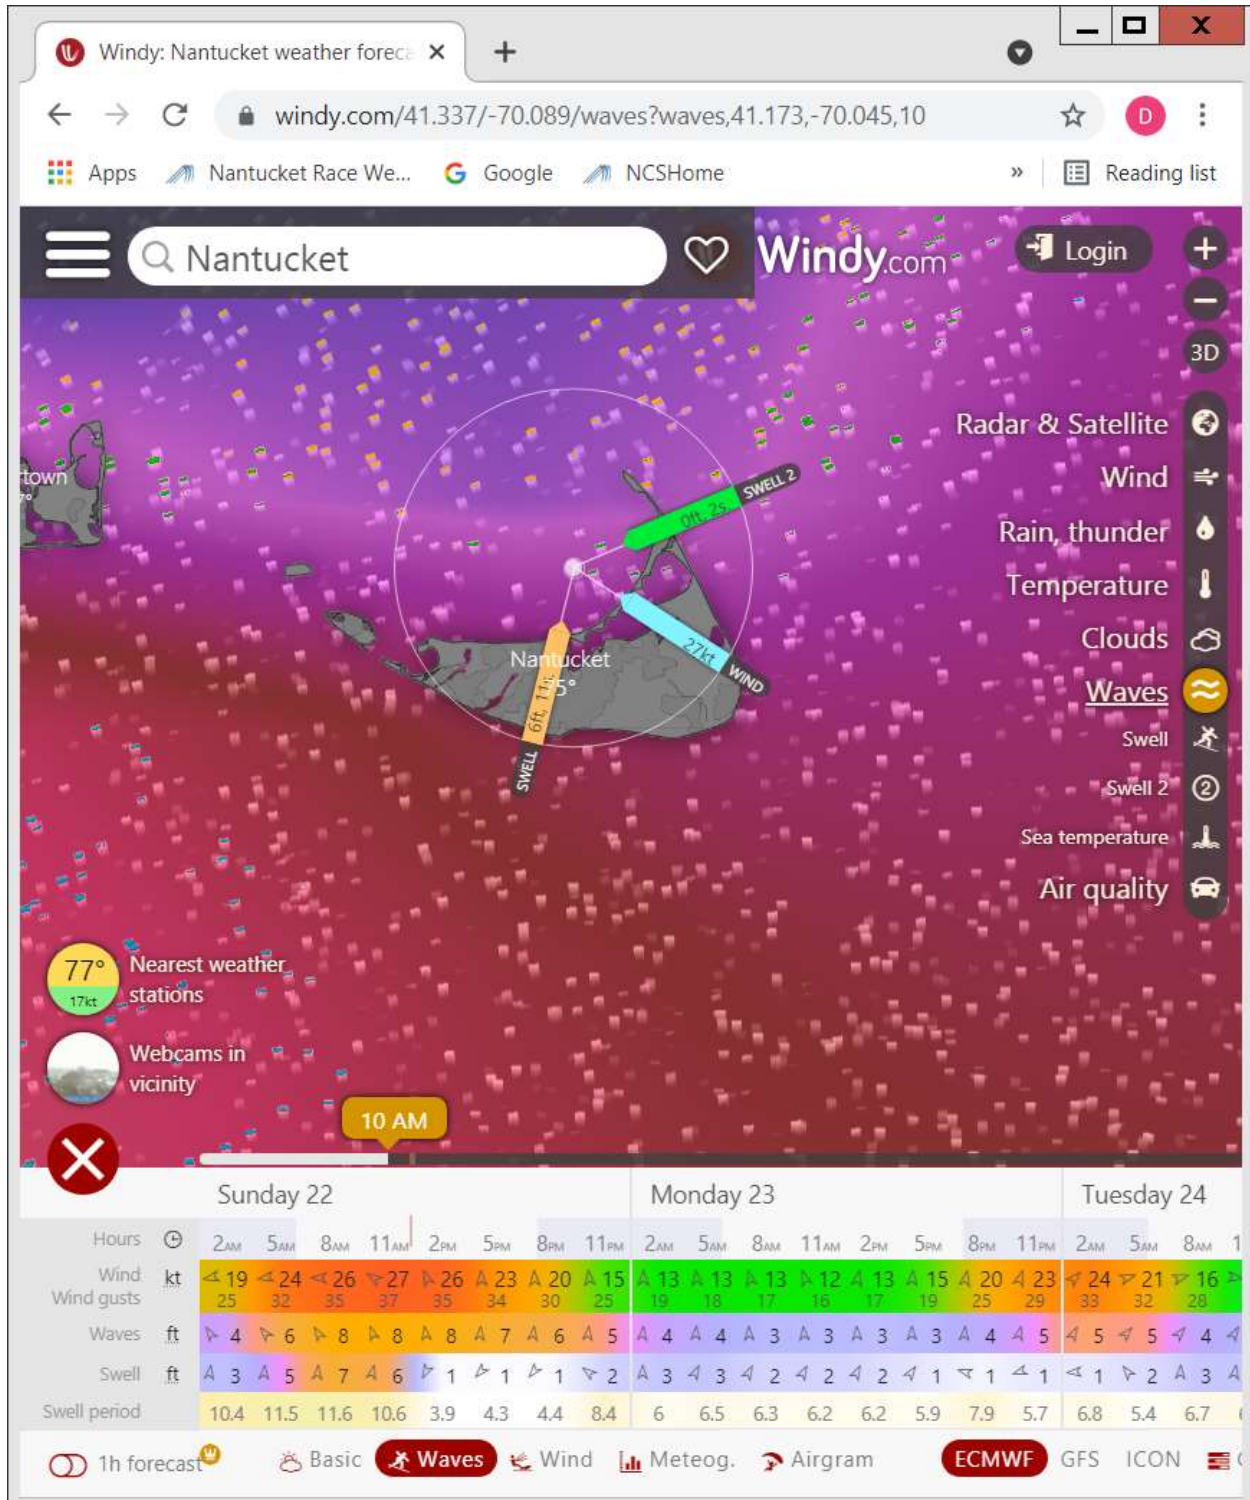 Windy: Nantucket weather foreca
windy.com/41.337/-70.089/waves?waves,41.173,-70.045,10
D
Apps Nantucket Race We... Google NCSHome » Reading list
Nantucket Windy.com Login
3D
Radar & Satellite
Wind
Rain, thunder
Temperature
Clouds
Waves
Swell
Swell 2
2
Sea temperature
Air quality
town
SWELL 2
0ft, 2s
27kt WIND
Nantucket
75°
6ft, 11
SWELL
77°
17kt
Nearest weather
stations
Webcams in
vicinity
10 AM
Sunday 22 Monday 23 Tuesday 24
Hours 2AM 5AM 8AM 11AM 2PM 5PM 8PM 11PM 2AM 5AM 8AM 11AM 2PM 5PM 8PM 11PM 2AM 5AM 8AM 1
Wind kt 19 24 26 27 26 23 20 15 13 13 13 12 13 15 20 23 24 21 16
Wind gusts 25 32 35 37 35 34 30 25 19 18 17 16 17 19 25 29 33 32 28
Waves ft 4 6 8 8 8 7 6 5 4 4 3 3 3 3 4 5 5 5 4
Swell ft 3 5 7 6 1 1 1 2 3 3 2 2 2 1 1 1 1 2 3
Swell period 10.4 11.5 11.6 10.6 3.9 4.3 4.4 8.4 6 6.5 6.3 6.2 6.2 5.9 7.9 5.7 6.8 5.4 6.7
1h forecast Basic Waves Wind Meteog. Airgram ECMWF GFS ICON